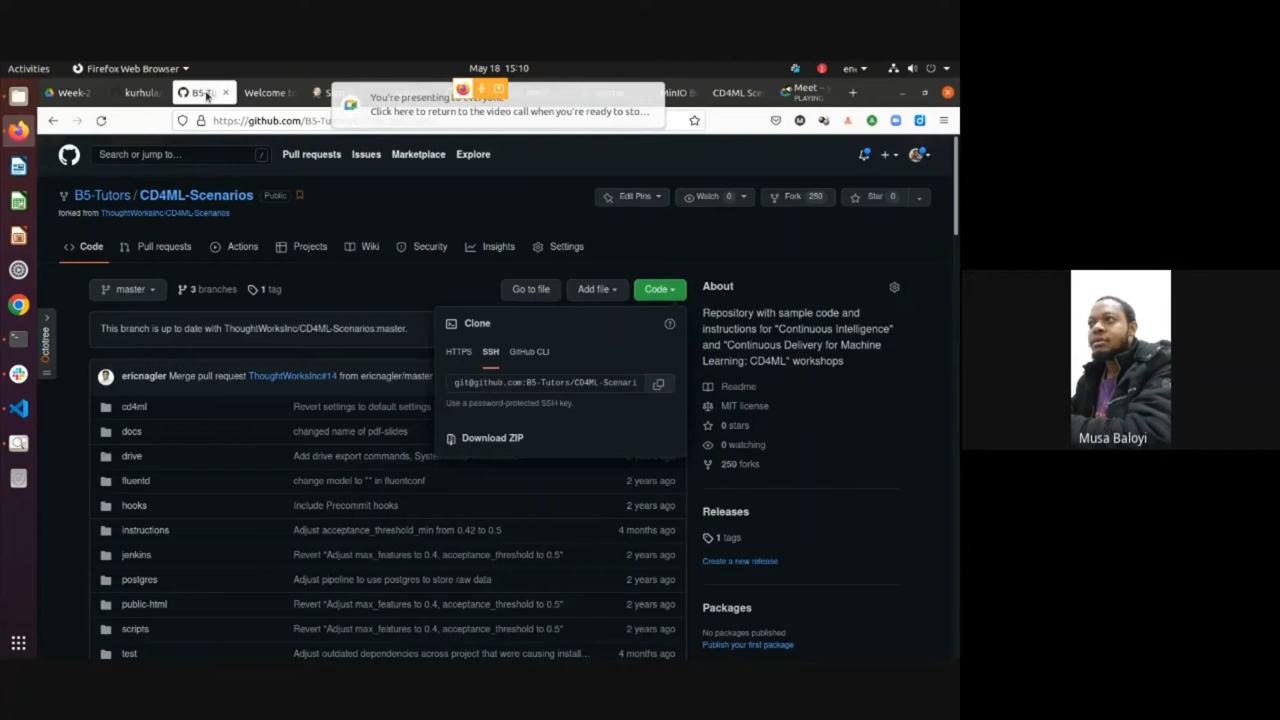 Activities
Firefox Web Browser
May 18 15:10
en
Week-2
kurhula
B5-Tu
Welcome to
Sign
MinIO B
CD4ML Sce
Meet –
PLAYING
You're presenting to everyone
Click here to return to the video call when you're ready to sto...
https://github.com/B5-Tu
Search or jump to...
/
Pull requests
Issues
Marketplace
Explore
B5-Tutors / CD4ML-Scenarios
Public
forked from ThoughtWorksInc/CD4ML-Scenarios
Edit Pins
Watch 0
Fork 250
Star 0
Code
Pull requests
Actions
Projects
Wiki
Security
Insights
Settings
master
3 branches
1 tag
Go to file
Add file
Code
This branch is up to date with ThoughtWorksInc/CD4ML-Scenarios:master.
Clone
HTTPS
SSH
GitHub CLI
git@github.com:B5-Tutors/CD4ML-Scenari
Use a password-protected SSH key.
Download ZIP
Octotree
ericnagler Merge pull request ThoughtWorksInc#14 from ericnagler/master
cd4ml Revert settings to default settings
docs changed name of pdf-slides
drive Add drive export commands, Syste 2 years ago
fluentd change model to ** in fluentconf 2 years ago
hooks Include Precommit hooks 2 years ago
instructions Adjust acceptance_threshold_min from 0.42 to 0.5 4 months ago
jenkins Revert "Adjust max_features to 0.4, acceptance_threshold to 0.5" 2 years ago
postgres Adjust pipeline to use postgres to store raw data 2 years ago
public-html Revert "Adjust max_features to 0.4, acceptance_threshold to 0.5" 2 years ago
scripts Revert "Adjust max_features to 0.4, acceptance_threshold to 0.5" 2 years ago
test Adjust outdated dependencies across project that were causing install... 4 months ago
About
Repository with sample code and
instructions for "Continuous Intelligence"
and "Continuous Delivery for Machine
Learning: CD4ML" workshops
Readme
MIT license
0 stars
0 watching
250 forks
Releases
1 tags
Create a new release
Packages
No packages published
Publish your first package
Musa Baloyi